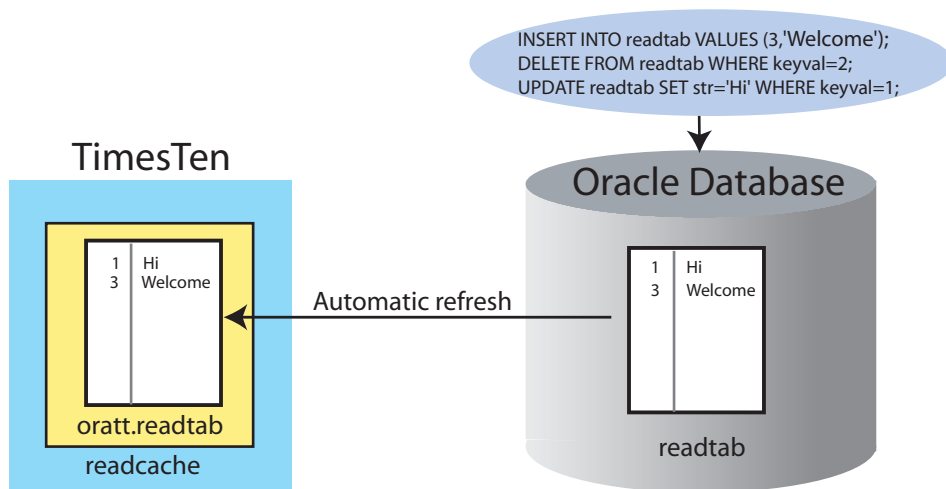 INSERT INTO readtab VALUES (3,'Welcome');
DELETE FROM readtab WHERE keyval=2;
UPDATE readtab SET str='Hi' WHERE keyval=1;
TimesTen
Oracle Database
1 Hi
3 Welcome
Automatic refresh
1 Hi
3 Welcome
oratt.readtab
readcache
readtab